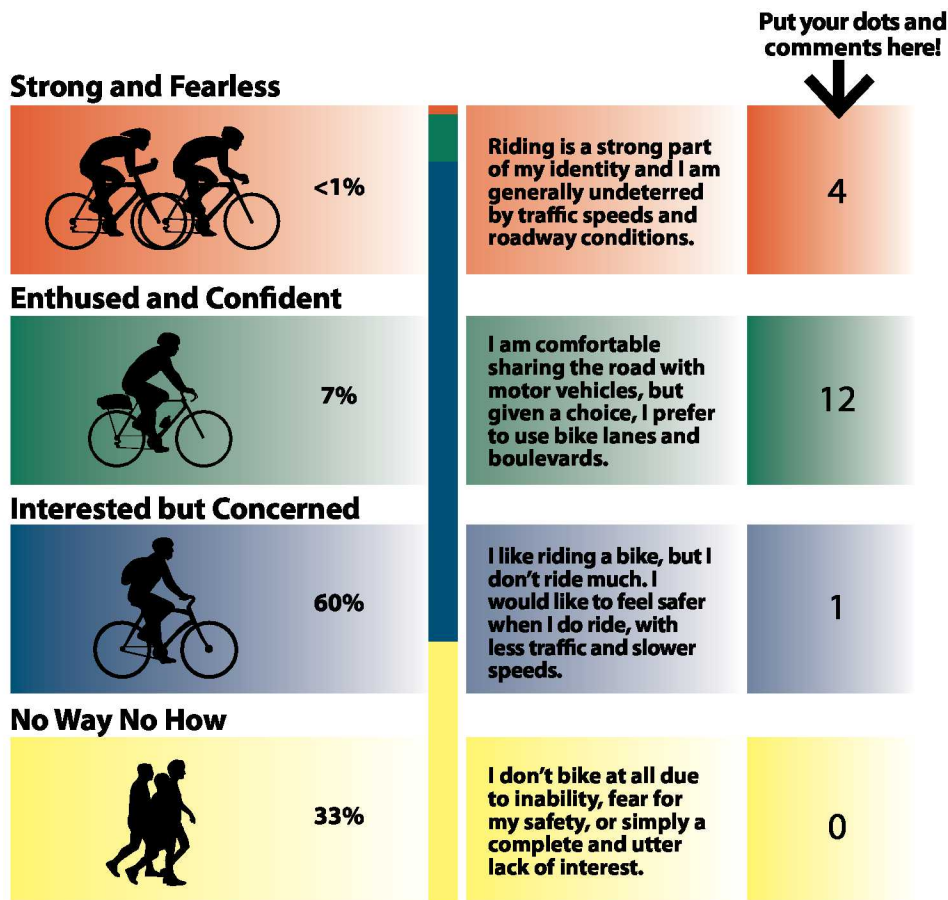 Put your dots and
comments here!
Strong and Fearless
<1%
Riding is a strong part
of my identity and I am
generally undeterred
by traffic speeds and
roadway conditions.
4
Enthused and Confident
7%
I am comfortable
sharing the road with
motor vehicles, but
given a choice, I prefer
to use bike lanes and
boulevards.
12
Interested but Concerned
60%
I like riding a bike, but I
don't ride much. I
would like to feel safer
when I do ride, with
less traffic and slower
speeds.
1
No Way No How
33%
I don't bike at all due
to inability, fear for
my safety, or simply a
complete and utter
lack of interest.
0